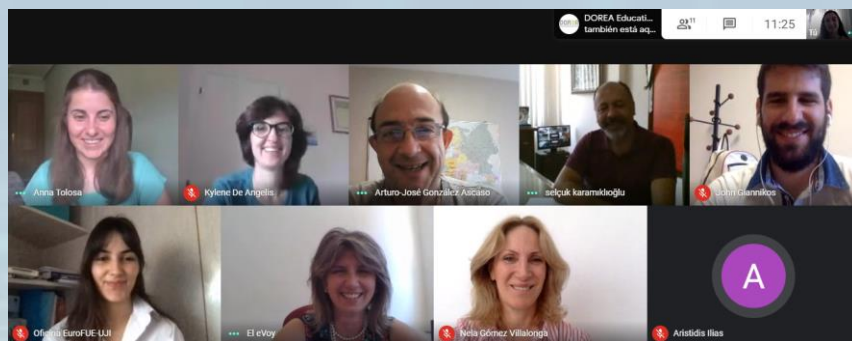 DOREA Educati...
también está aq...
11
11:25
Tú
Anna Tolosa
Kylene De Angelis
Arturo-José González Ascaso
selçuk karamıklıoğlu
John Giannikos
Oficina EuroFUE-UJI
El eVoy
Nela Gómez Villalonga
A
Aristidis Ilias